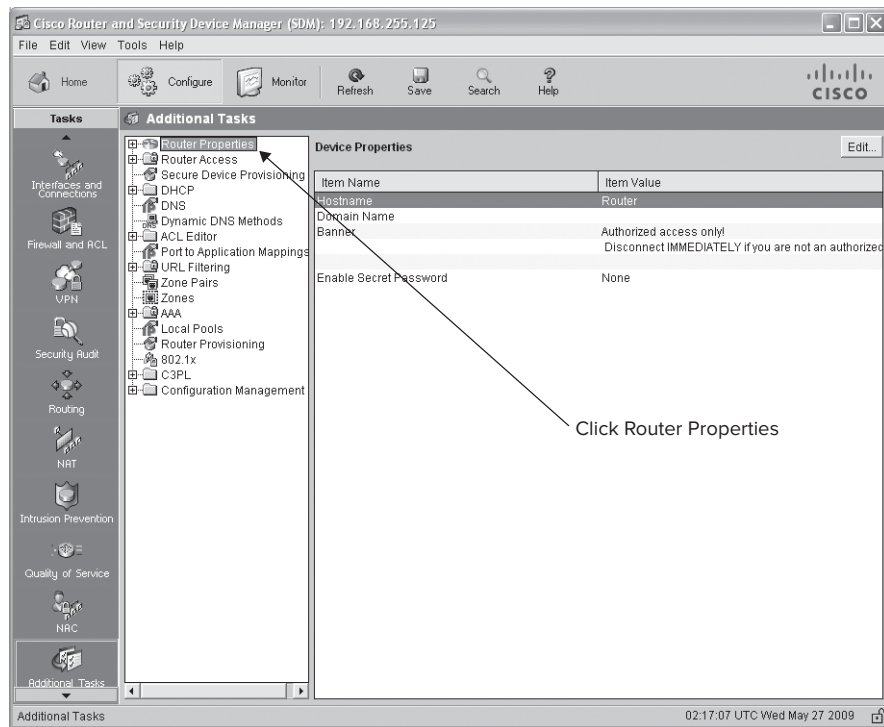 Cisco Router and Security Device Manager (SDM): 192.168.255.125
File Edit View Tools Help
Home Configure Monitor Refresh Save Search Help
CISCO
Tasks
Additional Tasks
Interfaces and Connections
Firewall and ACL
VPN
Security Audit
Routing
NAT
Intrusion Prevention
Quality of Service
NAC
Additional Tasks
Router Properties
Router Access
Secure Device Provisioning
DHCP
DNS
Dynamic DNS Methods
ACL Editor
Port to Application Mappings
URL Filtering
Zone Pairs
Zones
AAA
Local Pools
Router Provisioning
802.1x
C3PL
Configuration Management
Device Properties
Edit...
Item Name Item Value
Hostname Router
Domain Name
Banner Authorized access only!
Disconnect IMMEDIATELY if you are not an authorized
Enable Secret Password None
Click Router Properties
Additional Tasks
02:17:07 UTC Wed May 27 2009